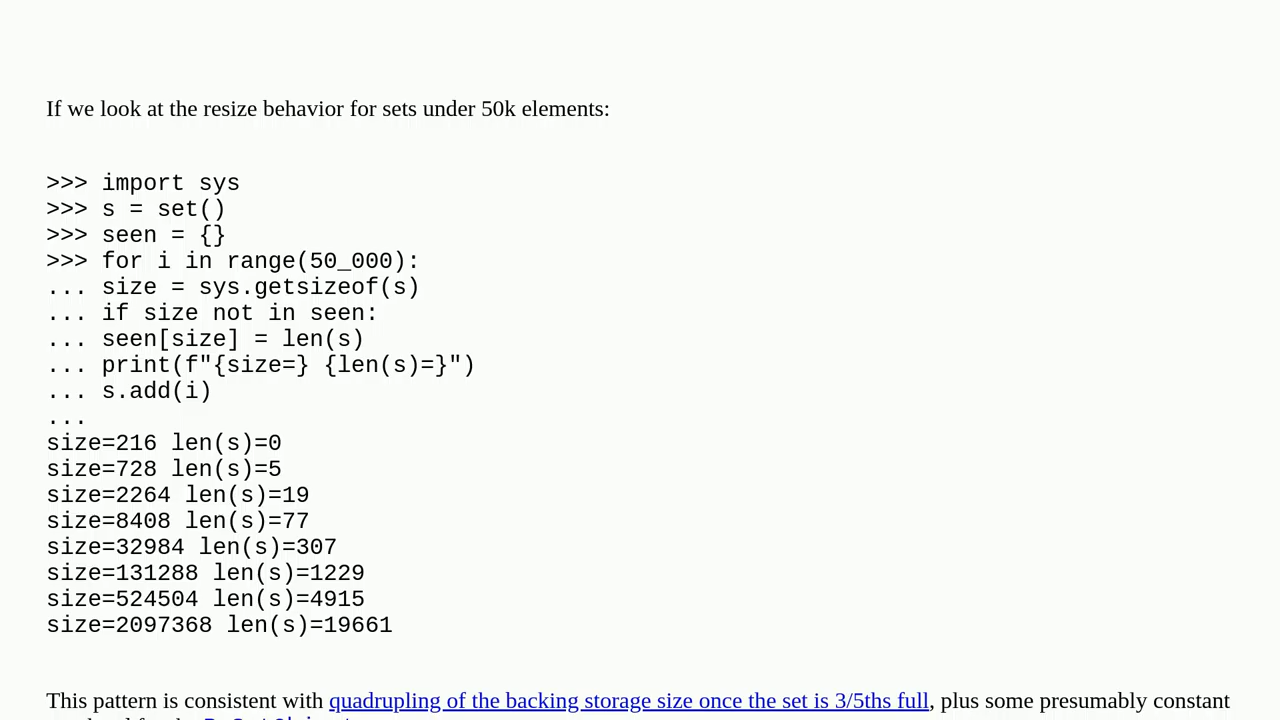 If we look at the resize behavior for sets under 50k elements:
>>> import sys
>>> s = set()
>>> seen = {}
>>> for i in range(50_000):
... size = sys.getsizeof(s)
... if size not in seen:
... seen[size] = len(s)
... print(f"{size=} {len(s)=}")
... s.add(i)
...
size=216 len(s)=0
size=728 len(s)=5
size=2264 len(s)=19
size=8408 len(s)=77
size=32984 len(s)=307
size=131288 len(s)=1229
size=524504 len(s)=4915
size=2097368 len(s)=19661
This pattern is consistent with quadrupling of the backing storage size once the set is 3/5ths full, plus some presumably constant